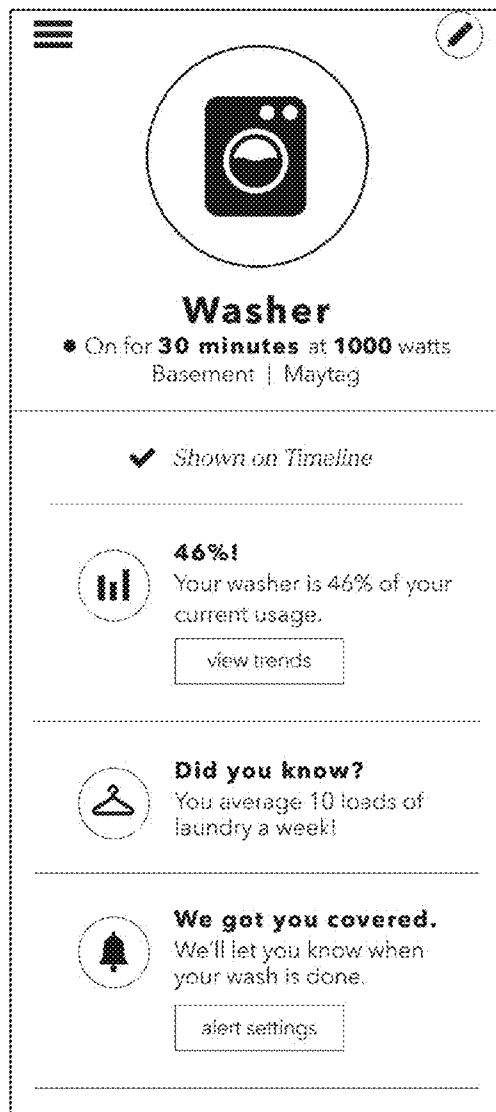 Washer
On for 30 minutes at 1000 watts
Basement | Maytag
Shown on Timeline
46%!
Your washer is 46% of your
current usage.
view trends
Did you know?
You average 10 loads of
laundry a week!
We got you covered.
We'll let you know when
your wash is done.
alert settings